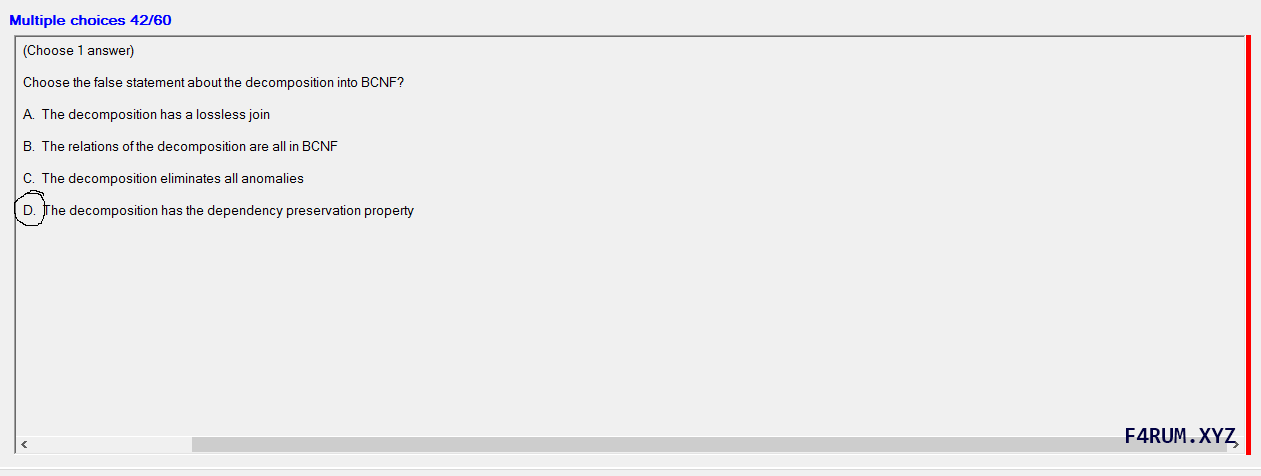 Multiple choices 42/60
(Choose 1 answer)
Choose the false statement about the decomposition into BCNF?
A. The decomposition has a lossless join
B. The relations of the decomposition are all in BCNF
C. The decomposition eliminates all anomalies
D. The decomposition has the dependency preservation property
F4RUM.XYZ